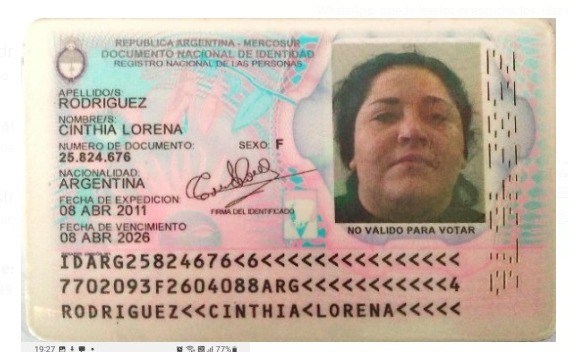 REPUBLICA ARGENTINA - MERCOSUR
DOCUMENTO NACIONAL DE IDENTIDAD
REGISTRO NACIONAL DE LAS PERSONAS
APELLIDO/S
RODRIGUEZ
NOMBRE/S:
CINTHIA LORENA
NUMERO DE DOCUMENTO: SEXO: F
25.824.676
NACIONALIDAD:
ARGENTINA
FECHA DE EXPEDICION:
08 ABR 2011
FIRMA DEL IDENTIFICADO
FECHA DE VENCIMIENTO
08 ABR 2026
NO VALIDO PARA VOTAR
IDARG25824676<6<<<<<<<<<<<<<<<
7702093F2604088ARG<<<<<<<<<<<4
RODRIGUEZ<<CINTHIA<LORENA<<<<<
19:27 77%